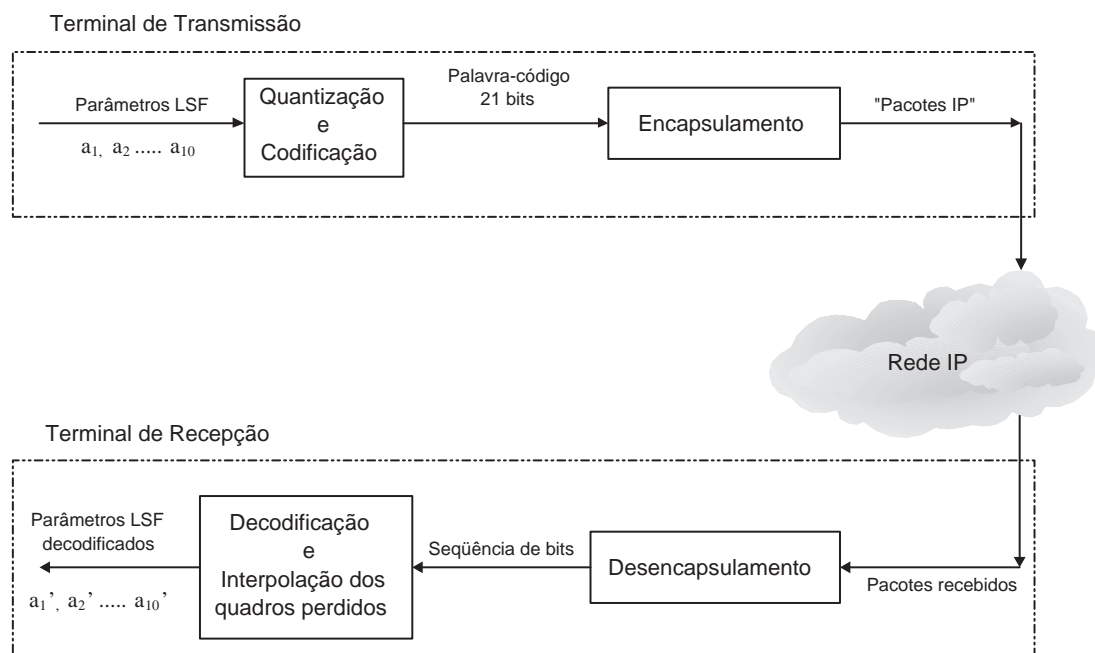 Terminal de Transmissão
Parâmetros LSF
a1, a2 ..... a10
Quantização
e
Codificação
Palavra-código
21 bits
Encapsulamento
"Pacotes IP"
Rede IP
Terminal de Recepção
Parâmetros LSF
decodificados
a1', a2' ..... a10'
Decodificação
e
Interpolação dos
quadros perdidos
Seqüência de bits
Desencapsulamento
Pacotes recebidos